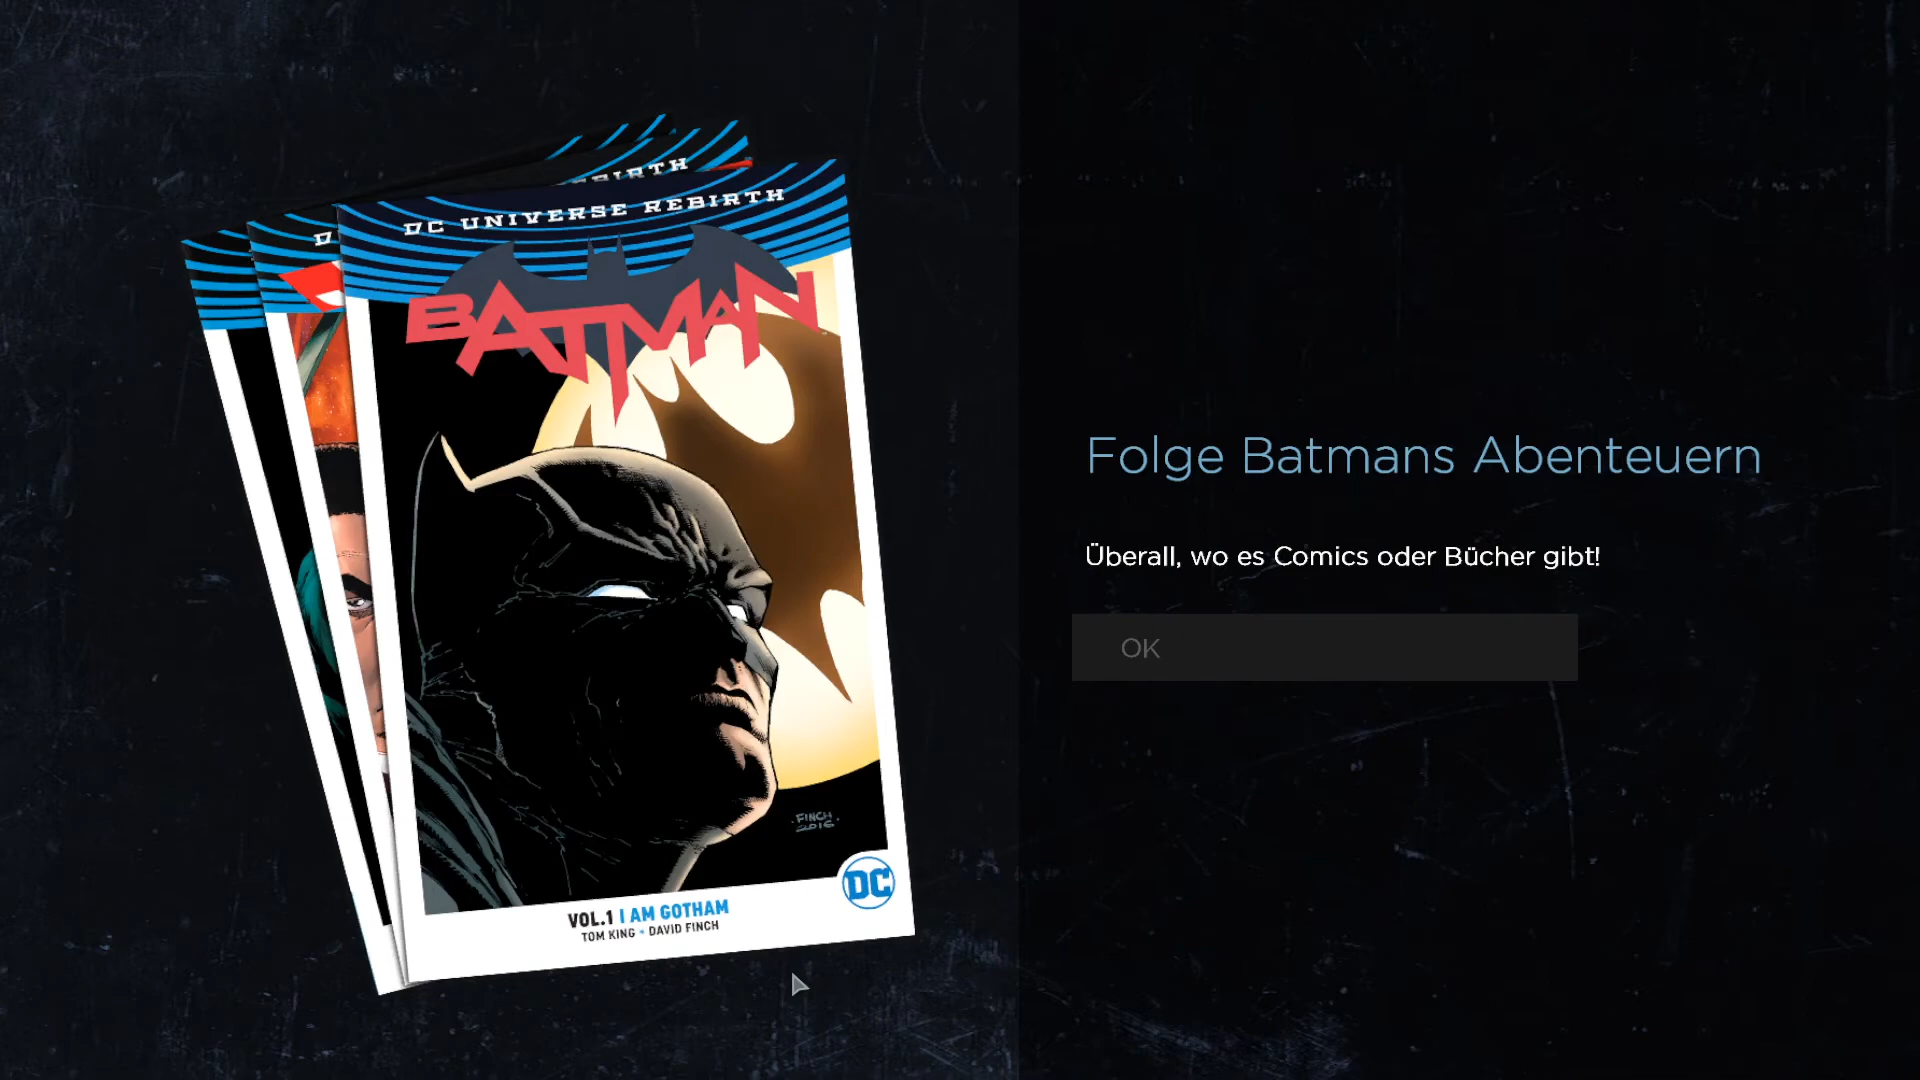 REBIRTH
D
DC UNIVERSE REBIRTH
BATMAN
FINCH
2016
DC
VOL.1 I AM GOTHAM
TOM KING • DAVID FINCH
Folge Batmans Abenteuern
Überall, wo es Comics oder Bücher gibt!
OK